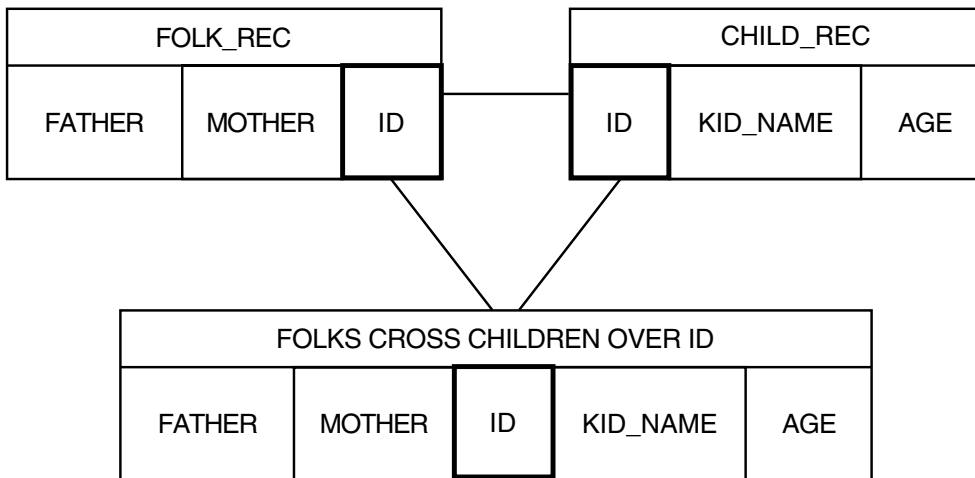 FOLK_REC
FATHER MOTHER ID
CHILD_REC
ID KID_NAME AGE
FOLKS CROSS CHILDREN OVER ID
FATHER MOTHER ID KID_NAME AGE